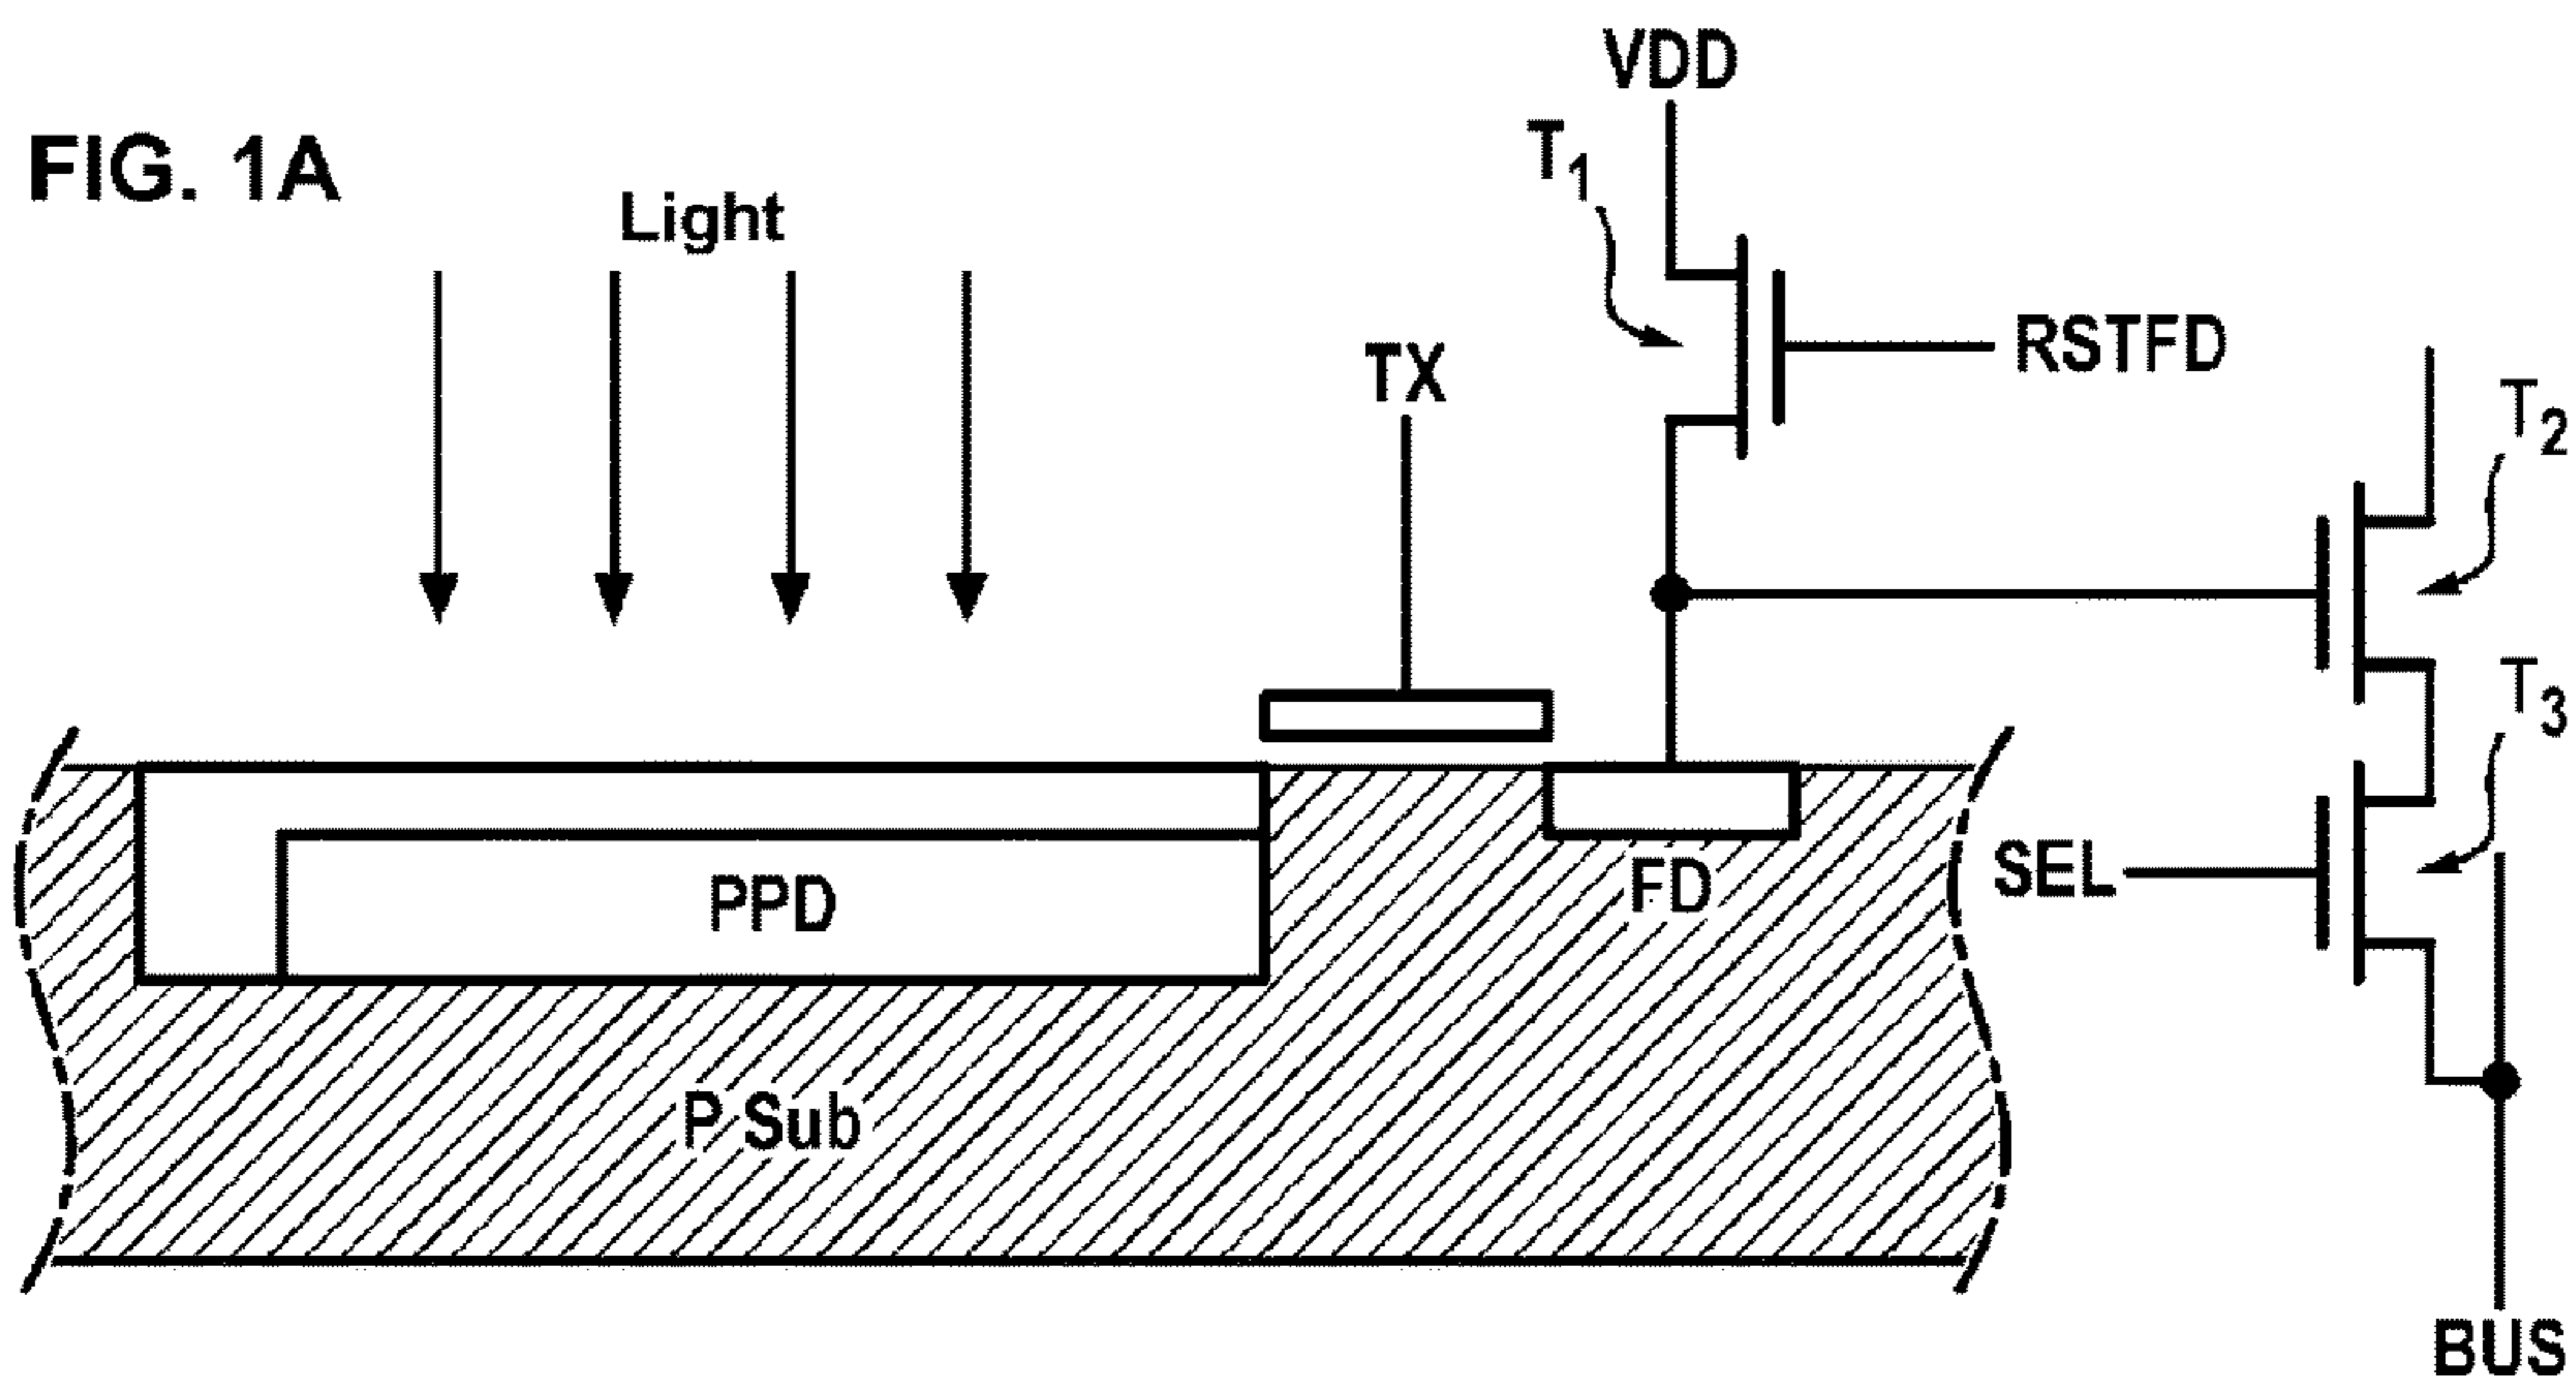 FIG. 1A
Light
VDD
T1
RSTFD
TX
T2
T3
SEL
PPD
FD
P Sub
BUS